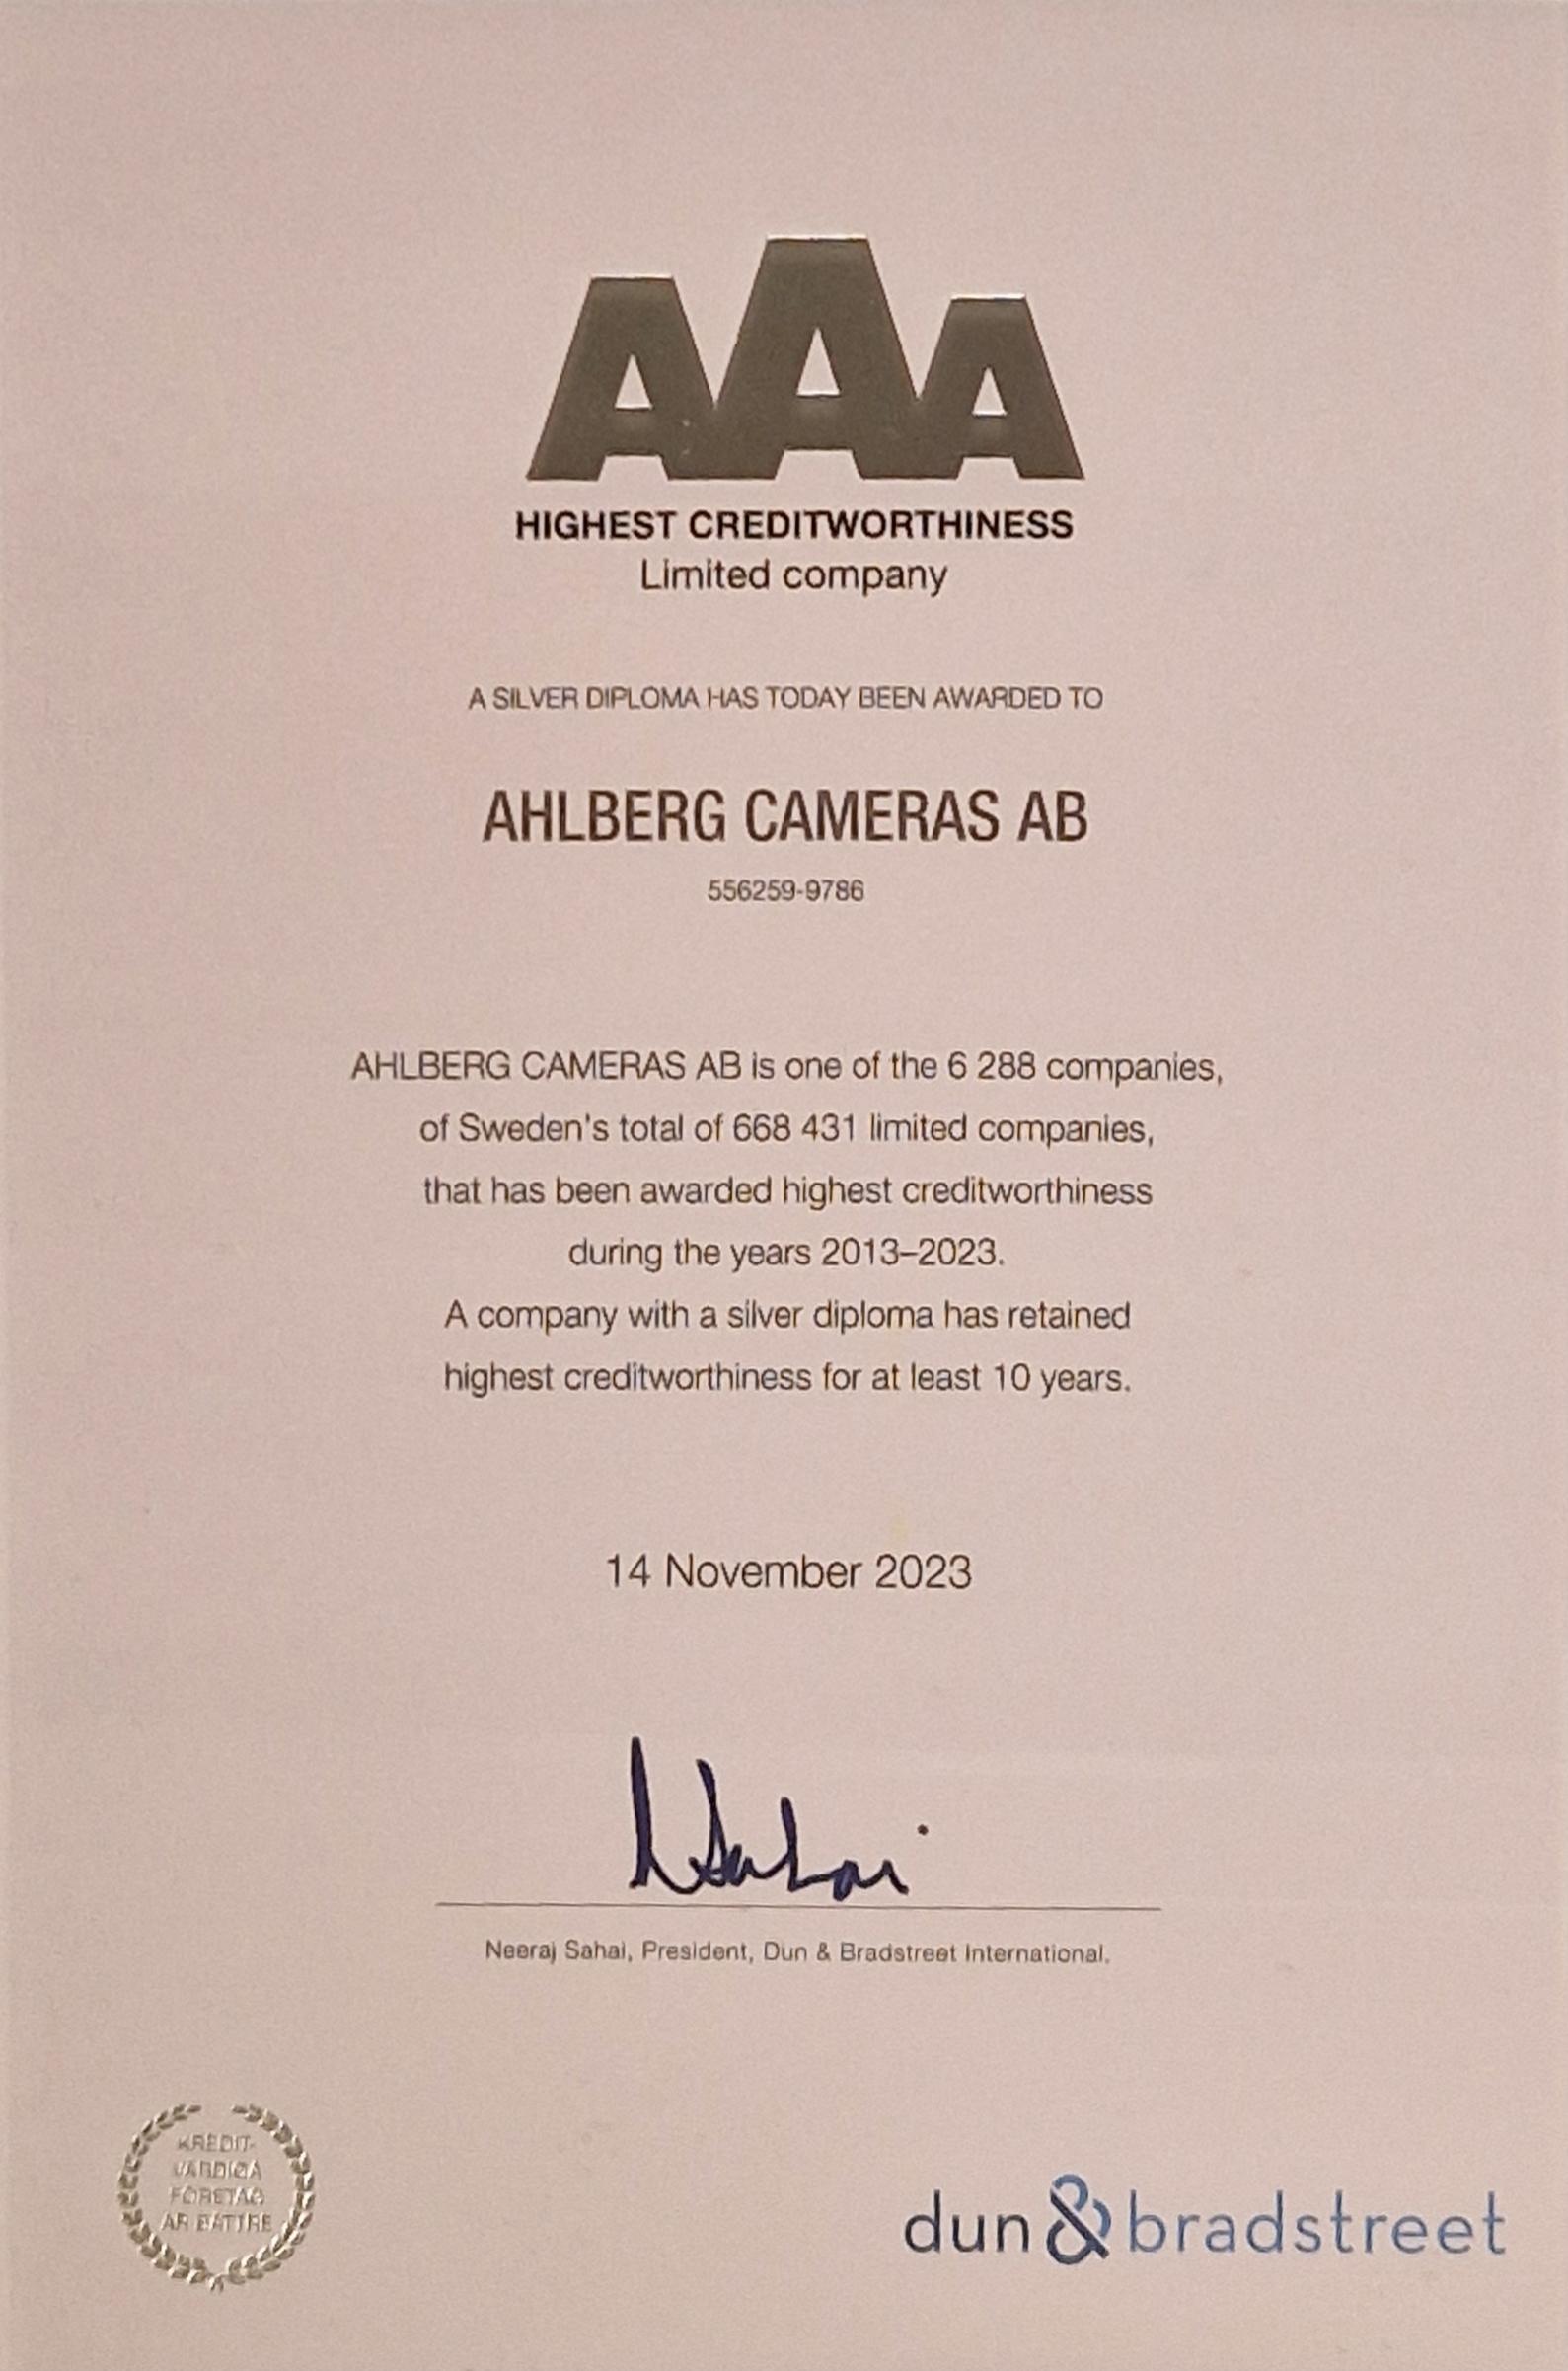 AAA
HIGHEST CREDITWORTHINESS
Limited company
A SILVER DIPLOMA HAS TODAY BEEN AWARDED TO
AHLBERG CAMERAS AB
556259-9786
AHLBERG CAMERAS AB is one of the 6 288 companies,
of Sweden's total of 668 431 limited companies,
that has been awarded highest creditworthiness
during the years 2013–2023.
A company with a silver diploma has retained
highest creditworthiness for at least 10 years.
14 November 2023
NSahai
Neeraj Sahai, President, Dun & Bradstreet International.
KREDIT-
VÄRDIGA
FÖRETAG
ÄR BÄTTRE
dun & bradstreet